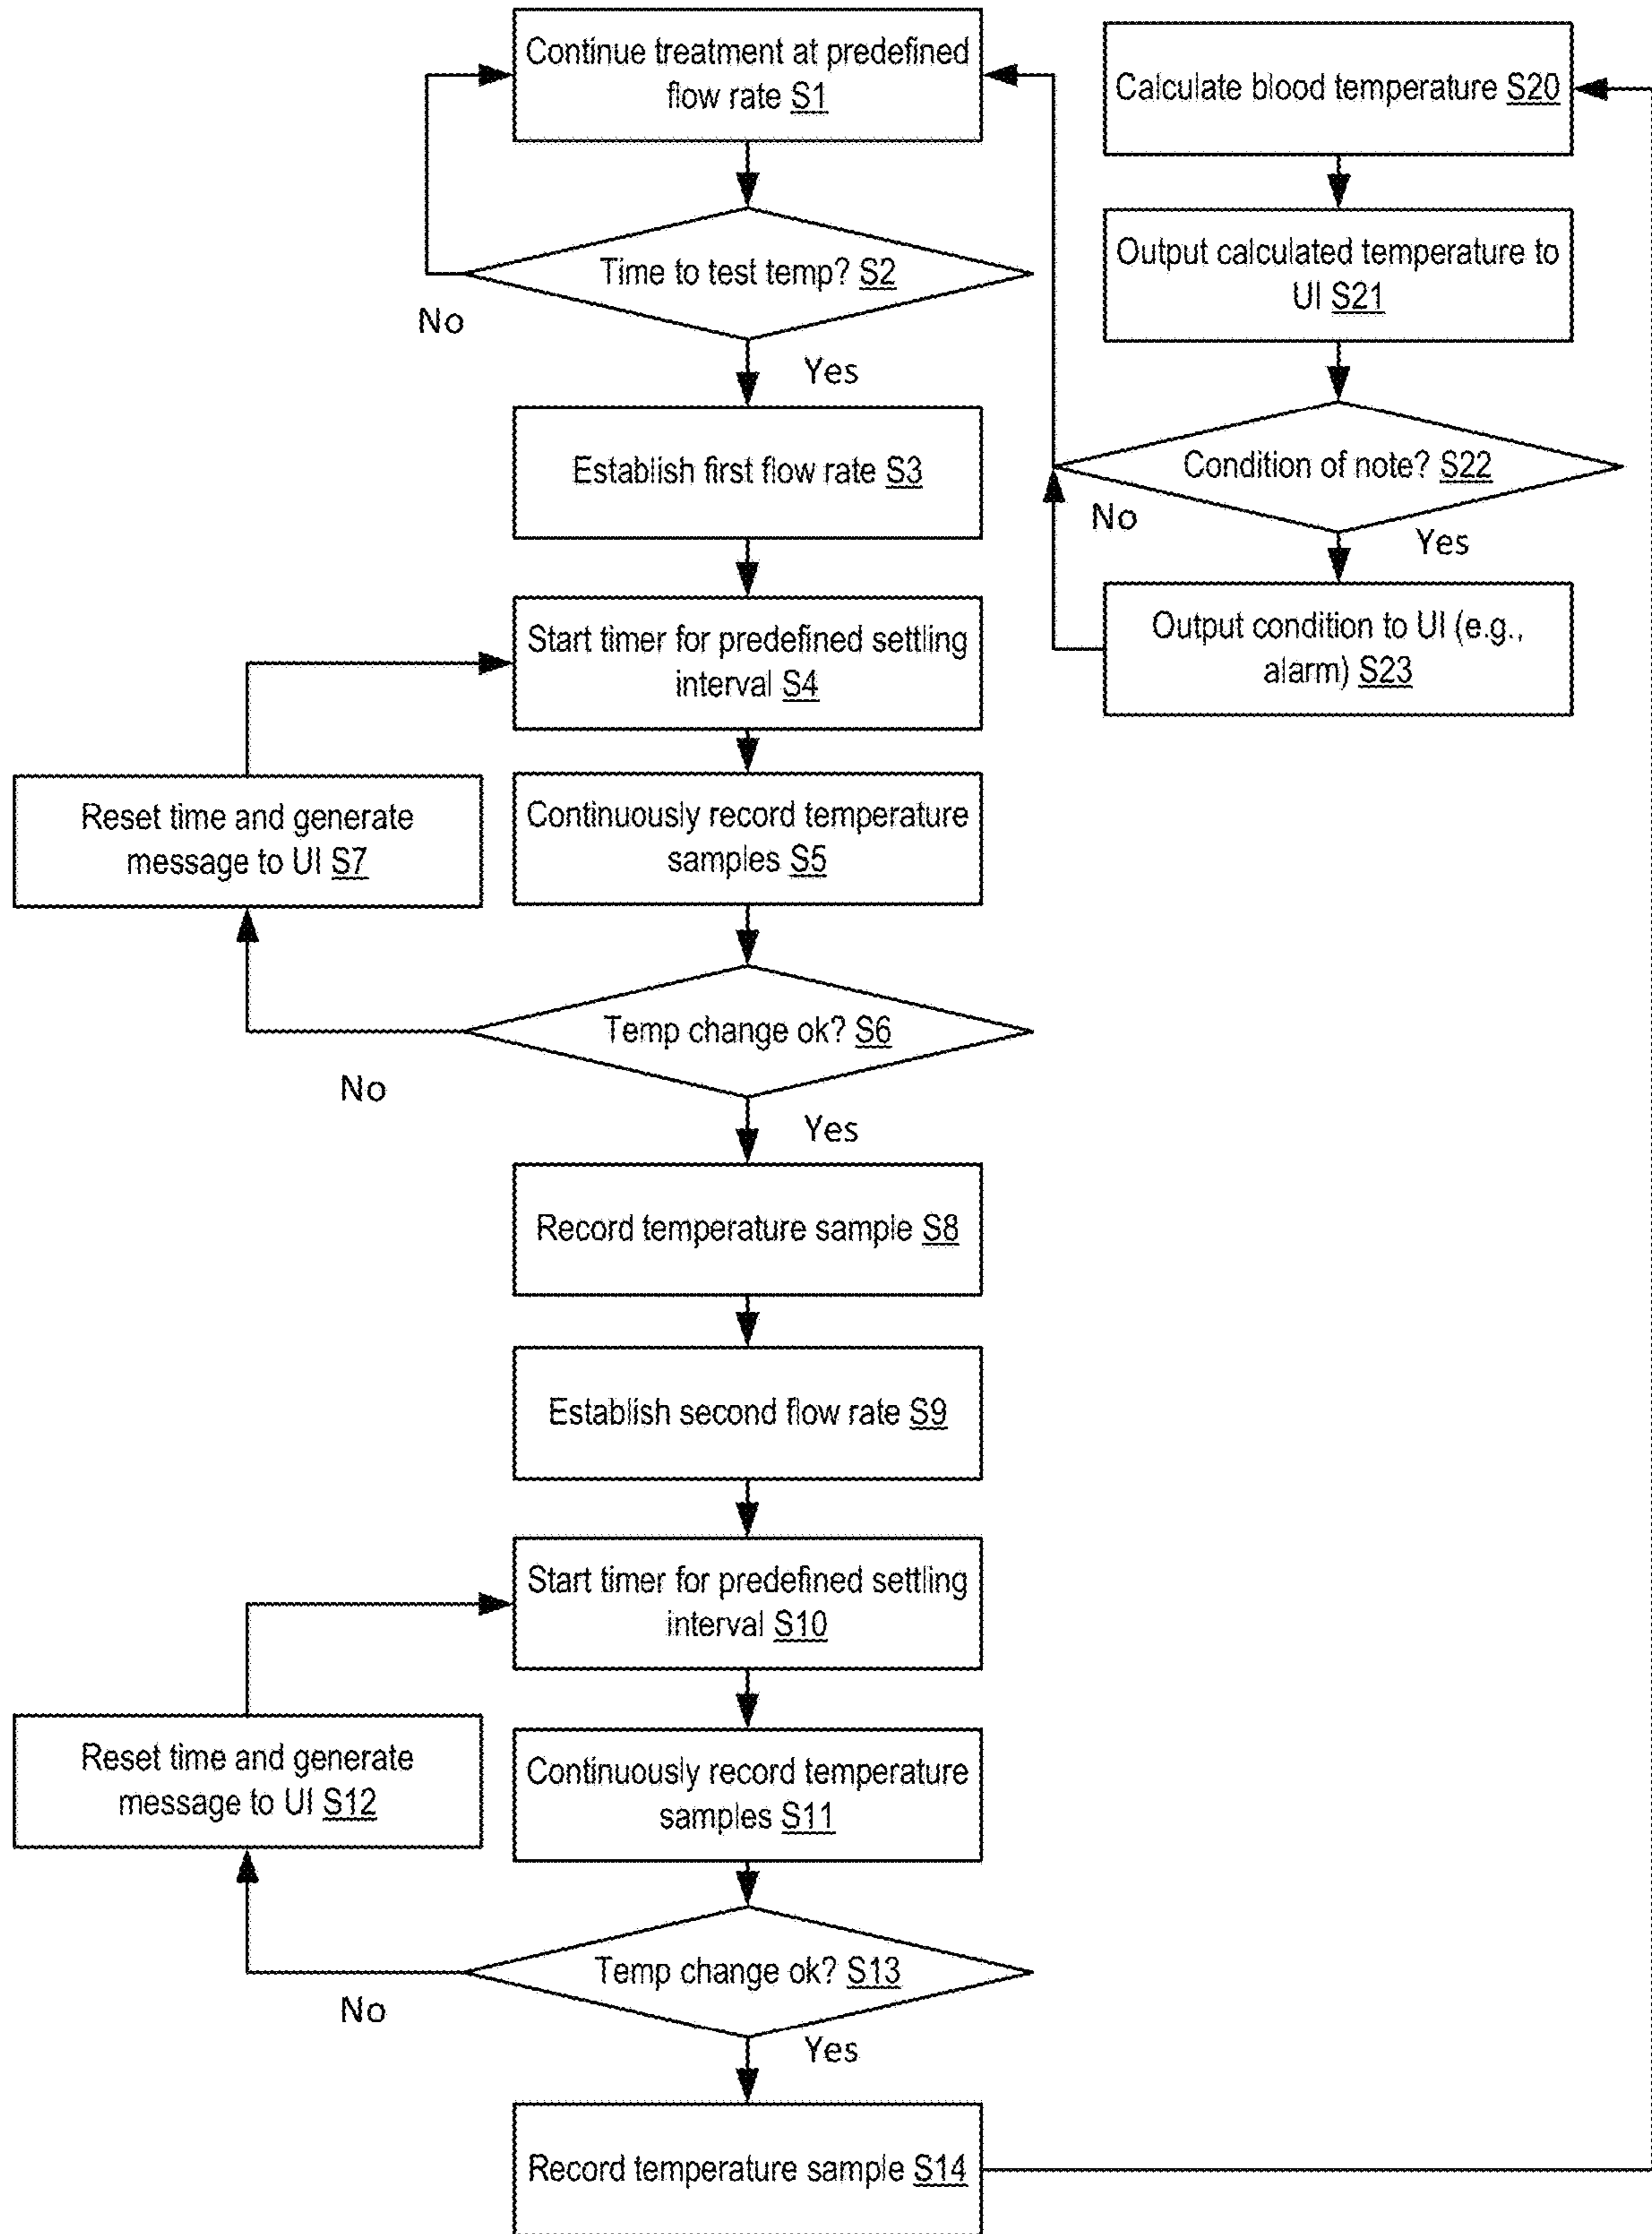 Continue treatment at predefined
flow rate S1
Time to test temp? S2
No
Yes
Establish first flow rate S3
Start timer for predefined settling
interval S4
Reset time and generate
message to UI S7
Continuously record temperature
samples S5
Temp change ok? S6
No
Yes
Record temperature sample S8
Establish second flow rate S9
Start timer for predefined settling
interval S10
Reset time and generate
message to UI S12
Continuously record temperature
samples S11
Temp change ok? S13
No
Yes
Record temperature sample S14
Calculate blood temperature S20
Output calculated temperature to
UI S21
Condition of note? S22
No
Yes
Output condition to UI (e.g.,
alarm) S23